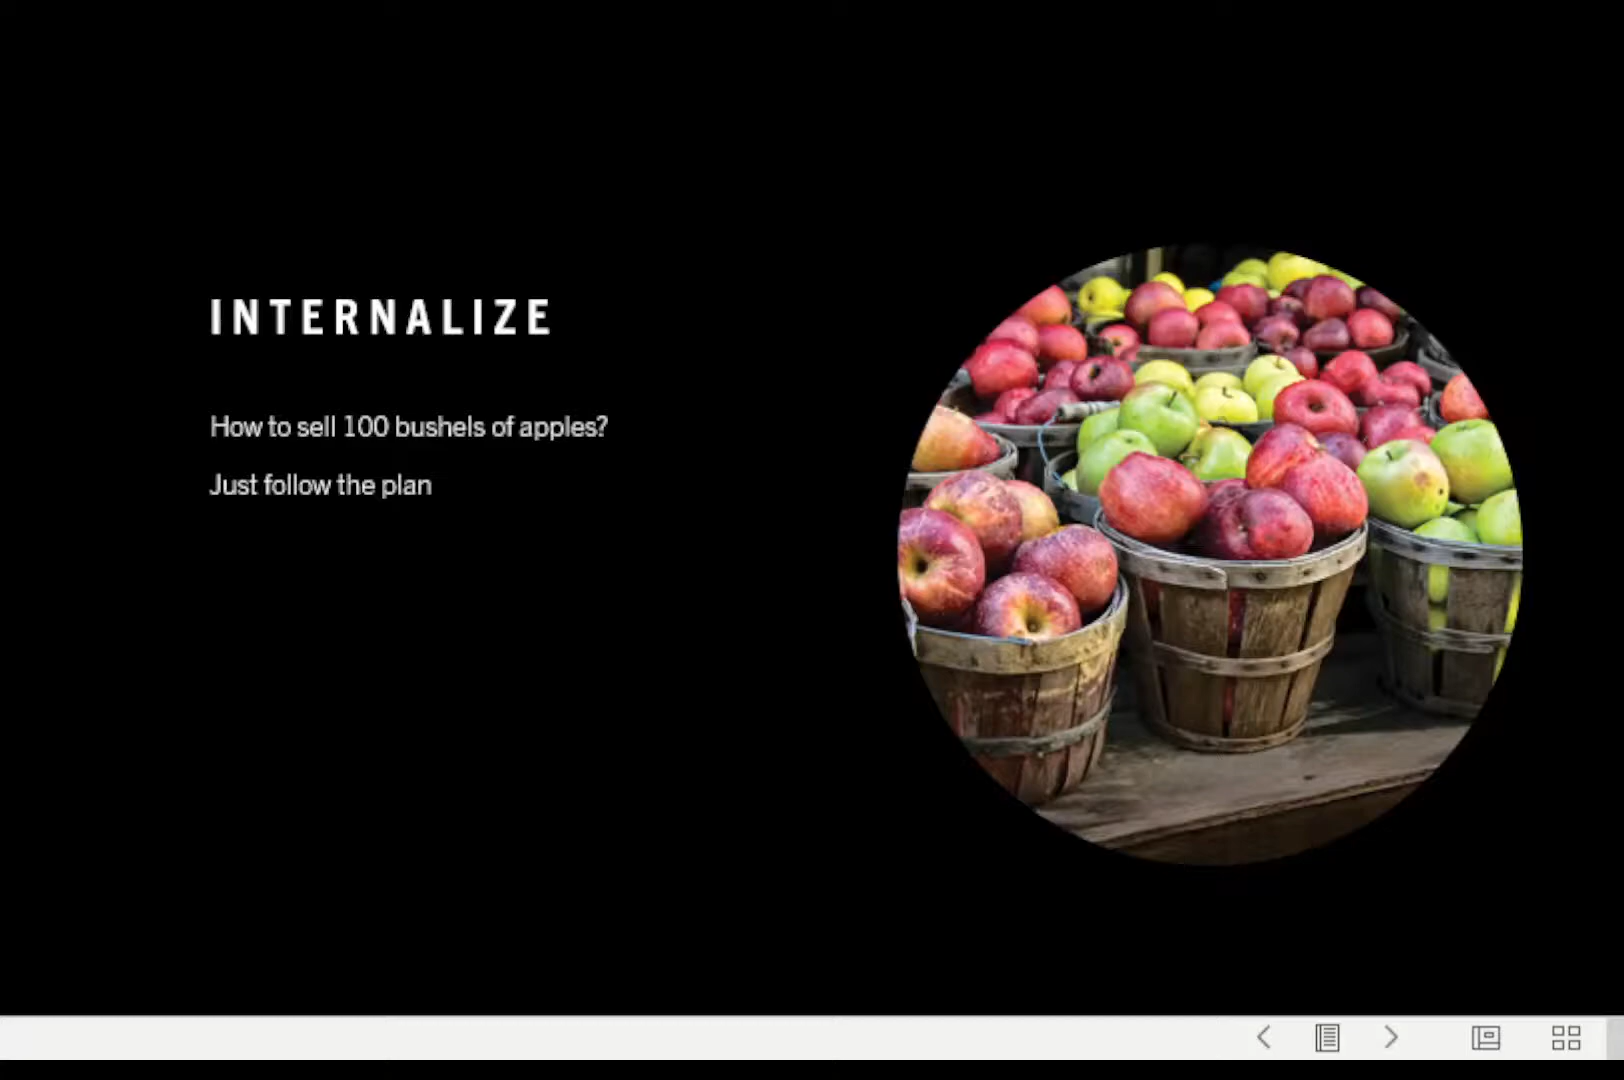 INTERNALIZE
How to sell 100 bushels of apples?
Just follow the plan